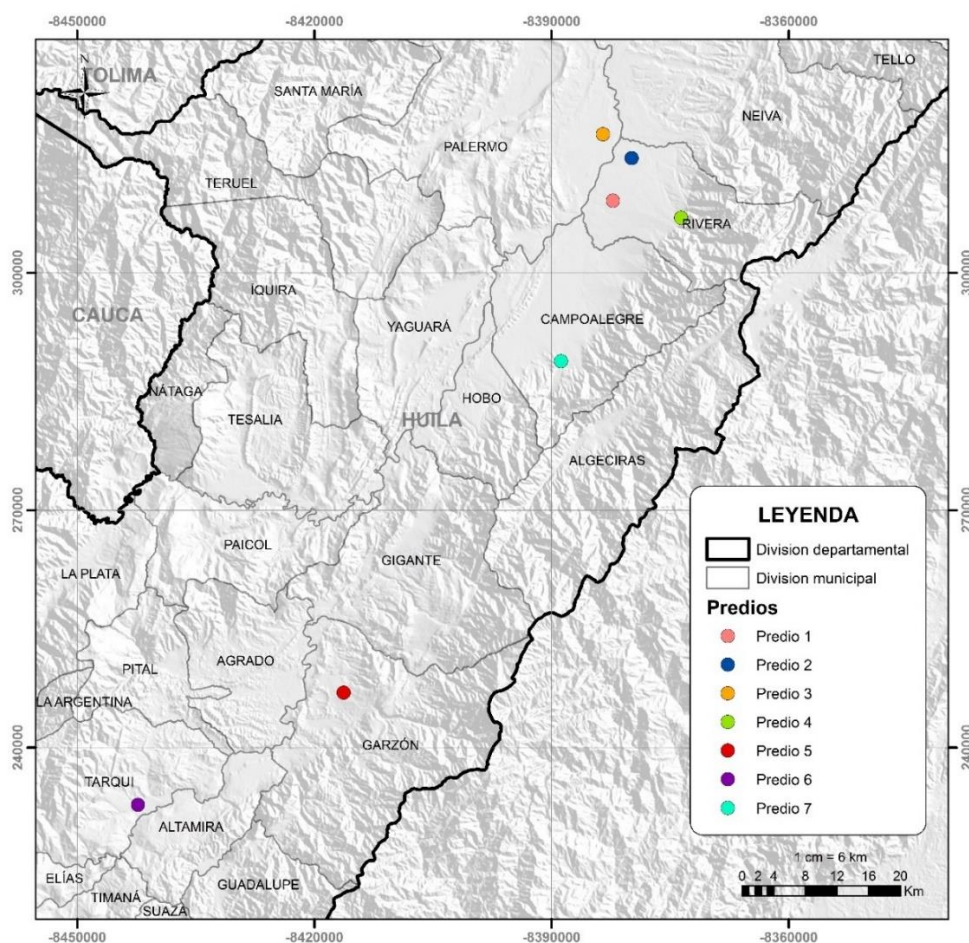 -8450000 -8420000 -8390000 -8360000
TELLO
TOLIMA
N
SANTA MARÍA
NEIVA
PALERMO
TERUEL
RIVERA
300000
300000
ÍQUIRA
CAUCA
CAMPOALEGRE
YAGUARÁ
NÁTAGA
HOBO
TESALIA
HUILA
ALGECIRAS
270000
270000
PAICOL
GIGANTE
LA PLATA
AGRADO
PITAL
LA ARGENTINA
GARZÓN
240000
240000
TARQUI
ALTAMIRA
ELÍAS
GUADALUPE
TIMANÁ
SUAZA
LEYENDA
Division departamental
Division municipal
Predios
Predio 1
Predio 2
Predio 3
Predio 4
Predio 5
Predio 6
Predio 7
1 cm = 6 km
0 2 4 8 12 16 20
Km
-8450000 -8420000 -8390000 -8360000